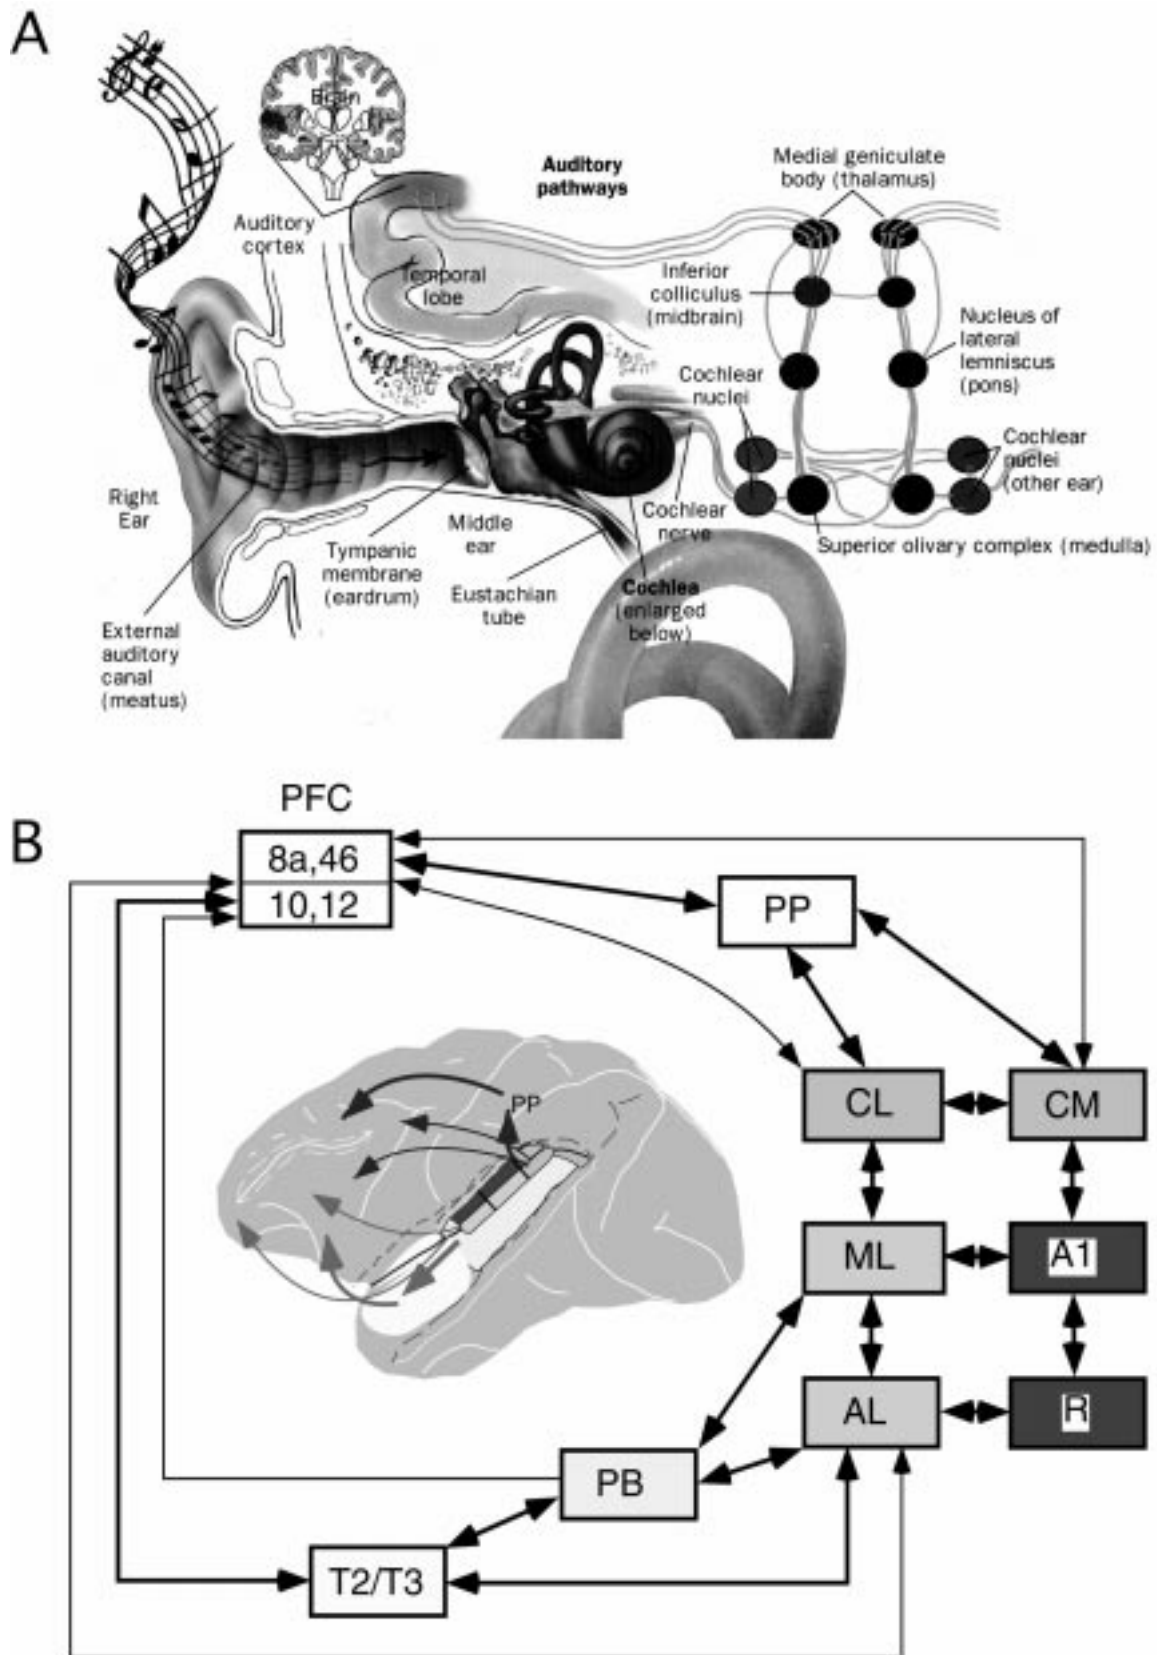 A
Brain
Auditory
pathways
Medial geniculate
body (thalamus)
Auditory
cortex
Temporal
lobe
Inferior
colliculus
(midbrain)
Nucleus of
lateral
lemniscus
(pons)
Cochlear
nuclei
Cochlear
nuclei
(other ear)
Right
Ear
Middle
ear
Cochlear
nerve
Tympanic
membrane
(eardrum)
Superior olivary complex (medulla)
Eustachian
tube
Cochlea
(enlarged
below)
External
auditory
canal
(meatus)
B
PFC
8a,46
10,12
PP
PP
CL
CM
ML
A1
AL
R
PB
T2/T3